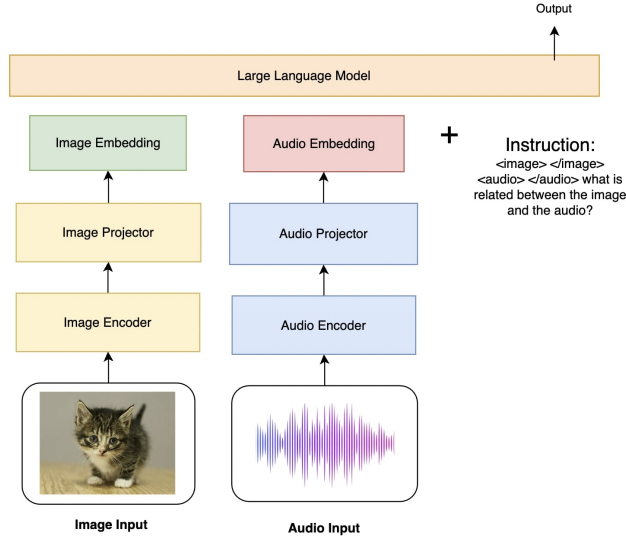 Output
Large Language Model
Image Embedding
Audio Embedding
+
Instruction:
<image> </image>
<audio> </audio> what is
related between the image
and the audio?
Image Projector
Audio Projector
Image Encoder
Audio Encoder
Image Input
Audio Input